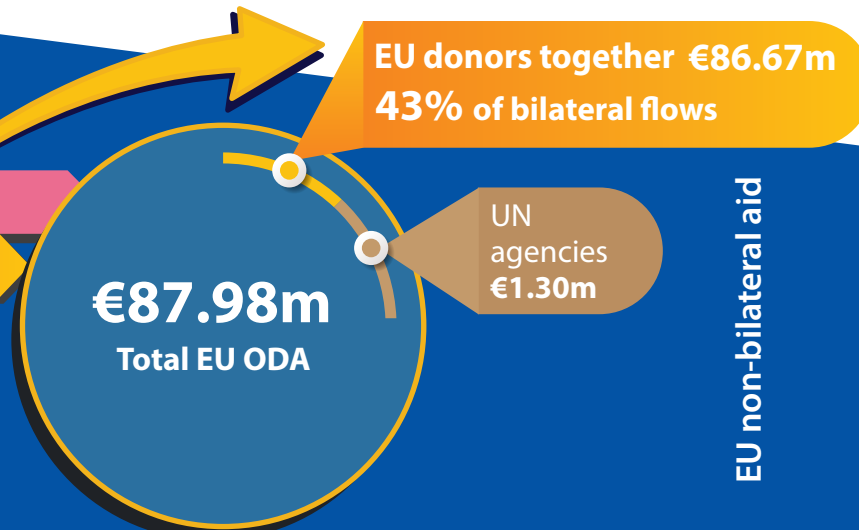 EU donors together €86.67m
43% of bilateral flows
UN
agencies
€1.30m
€87.98m
Total EU ODA
EU non-bilateral aid